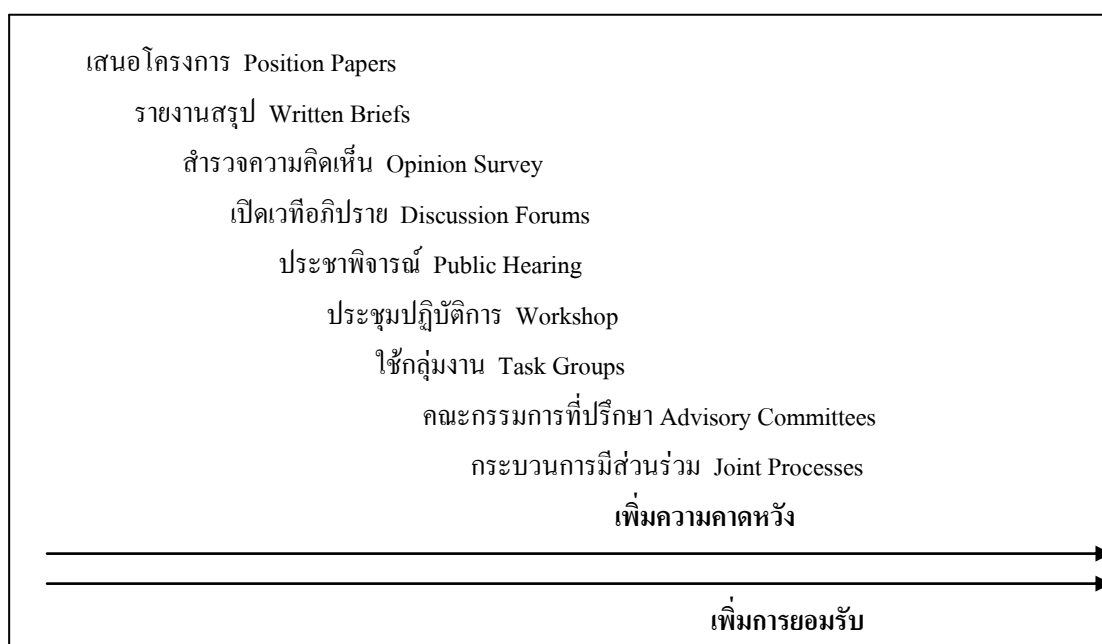 เสนอโครงการ Position Papers
รายงานสรุป Written Briefs
สำรวจความคิดเห็น Opinion Survey
เปิดเวทีอภิปราย Discussion Forums
ประชาพิจารณ์ Public Hearing
ประชุมปฏิบัติการ Workshop
ใช้กลุ่มงาน Task Groups
คณะกรรมการที่ปรึกษา Advisory Committees
กระบวนการมีส่วนร่วม Joint Processes
เพิ่มความคาดหวัง
เพิ่มการยอมรับ